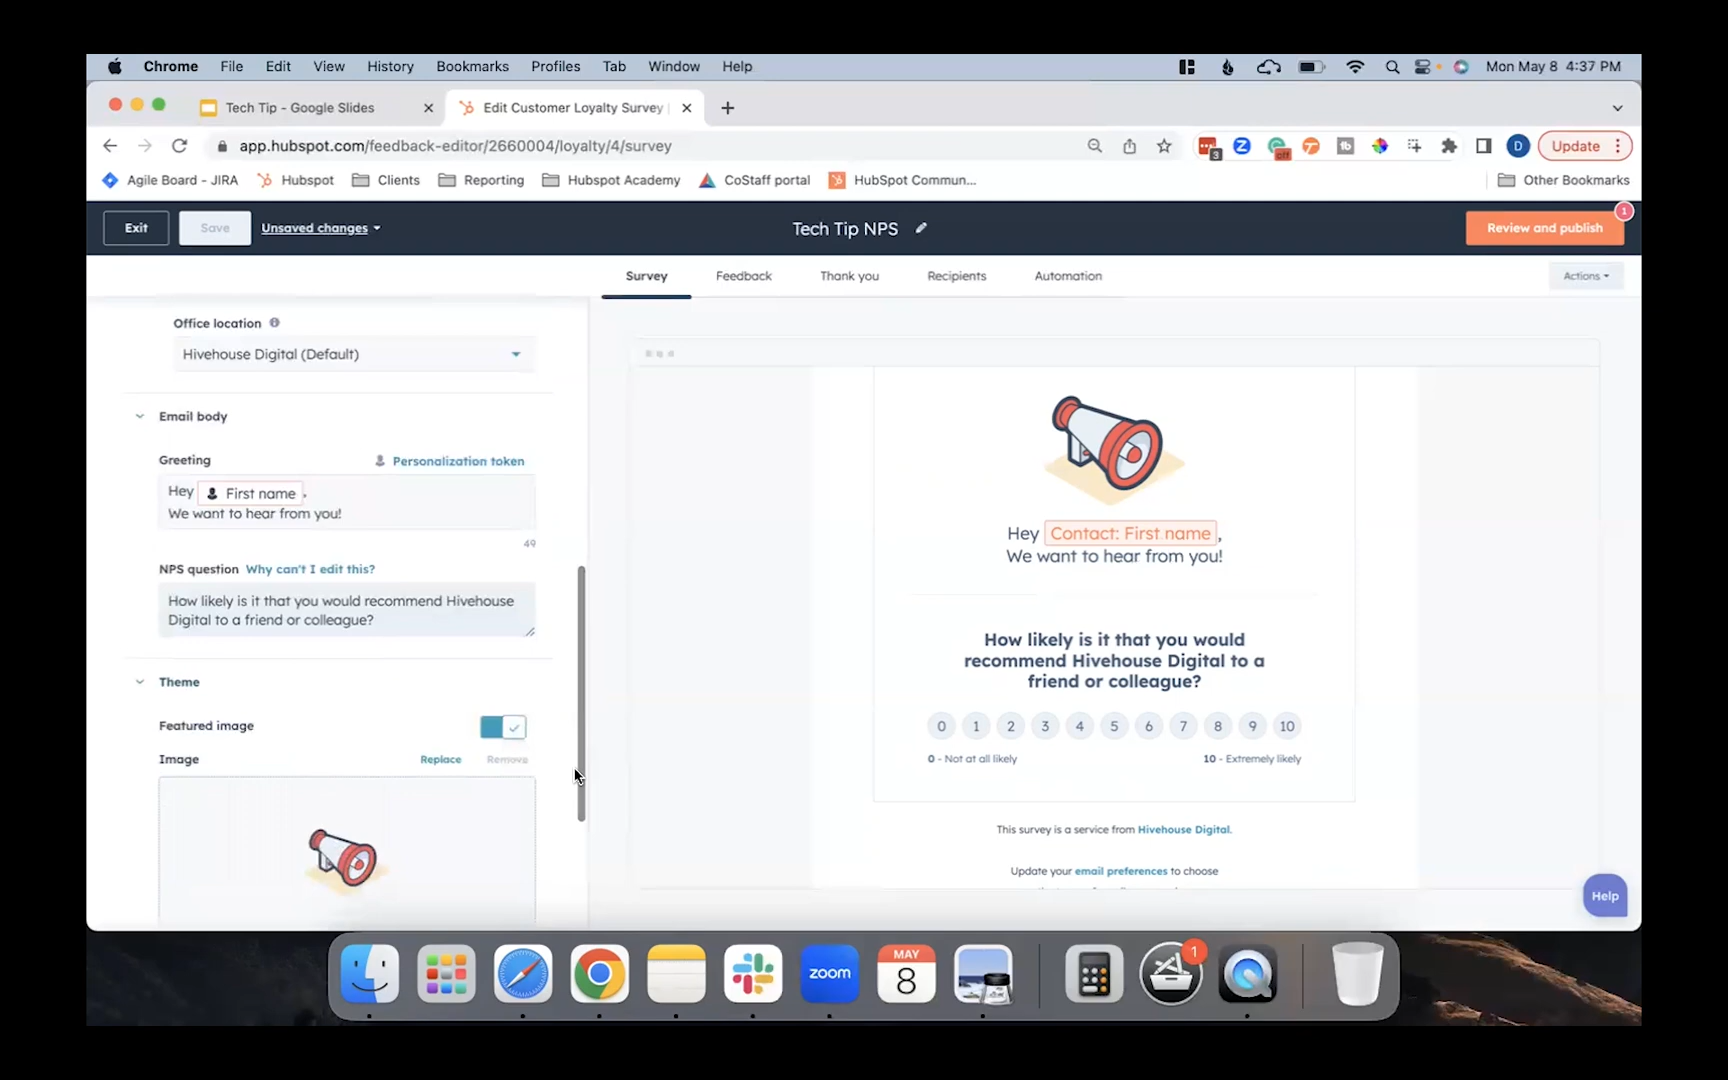 Chrome File Edit View History Bookmarks Profiles Tab Window Help Mon May 8 4:37 PM
Tech Tip - Google Slides Edit Customer Loyalty Survey
app.hubspot.com/feedback-editor/2660004/loyalty/4/survey 3 off tb D Update
Agile Board - JIRA Hubspot Clients Reporting Hubspot Academy CoStaff portal HubSpot Commun... Other Bookmarks
Exit Save Unsaved changes Tech Tip NPS Review and publish 1
Survey Feedback Thank you Recipients Automation Actions
Office location
Hivehouse Digital (Default)
Email body
Greeting Personalization token
Hey First name ,
We want to hear from you!
49
NPS question Why can't I edit this?
How likely is it that you would recommend Hivehouse
Digital to a friend or colleague?
Theme
Featured image
Image Replace Remove
Hey Contact: First name ,
We want to hear from you!
How likely is it that you would
recommend Hivehouse Digital to a
friend or colleague?
0 1 2 3 4 5 6 7 8 9 10
0 - Not at all likely 10 - Extremely likely
This survey is a service from Hivehouse Digital.
Update your email preferences to choose
Help
zoom MAY 8 1